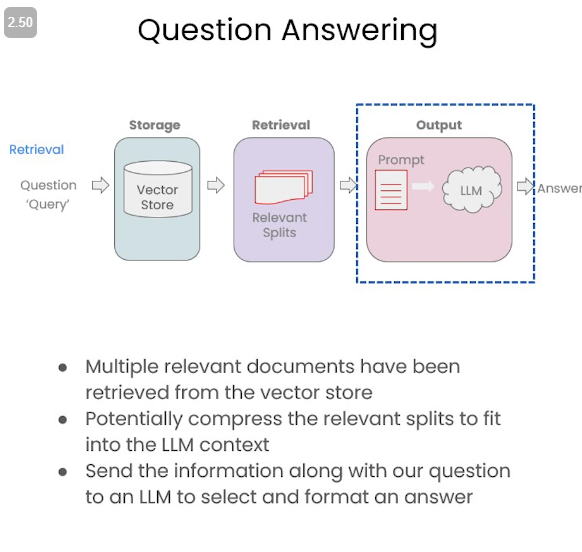 2.50
Question Answering
Storage
Retrieval
Output
Retrieval
Question
'Query'
Vector
Store
Relevant
Splits
Prompt
LLM
Answer
● Multiple relevant documents have been
retrieved from the vector store
● Potentially compress the relevant splits to fit
into the LLM context
● Send the information along with our question
to an LLM to select and format an answer